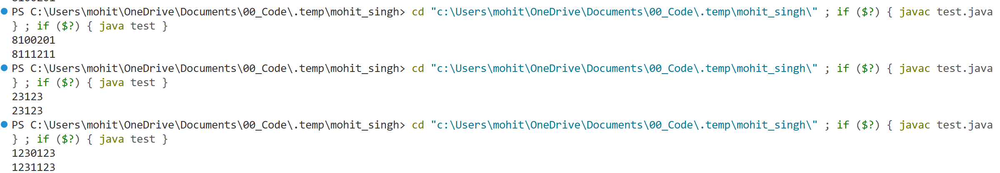 PS C:\Users\mohit\OneDrive\Documents\00_Code\.temp\mohit_singh> cd "c:\Users\mohit\OneDrive\Documents\00_Code\.temp\mohit_singh\" ; if ($?) { javac test.java
} ; if ($?) { java test }
8100201
8111211
PS C:\Users\mohit\OneDrive\Documents\00_Code\.temp\mohit_singh> cd "c:\Users\mohit\OneDrive\Documents\00_Code\.temp\mohit_singh\" ; if ($?) { javac test.java
} ; if ($?) { java test }
23123
23123
PS C:\Users\mohit\OneDrive\Documents\00_Code\.temp\mohit_singh> cd "c:\Users\mohit\OneDrive\Documents\00_Code\.temp\mohit_singh\" ; if ($?) { javac test.java
} ; if ($?) { java test }
1230123
1231123